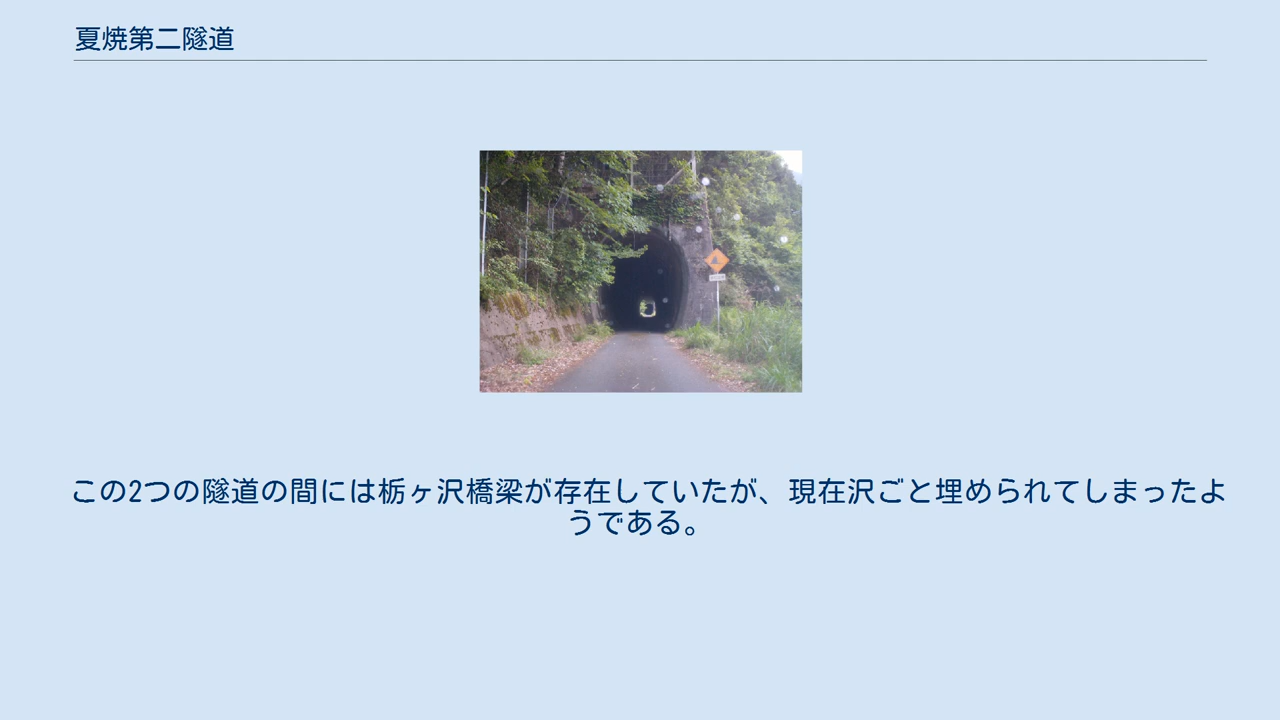 夏焼第二隧道
この2つの隧道の間には栃ヶ沢橋梁が存在していたが、現在沢ごと埋められてしまったよ
うである。